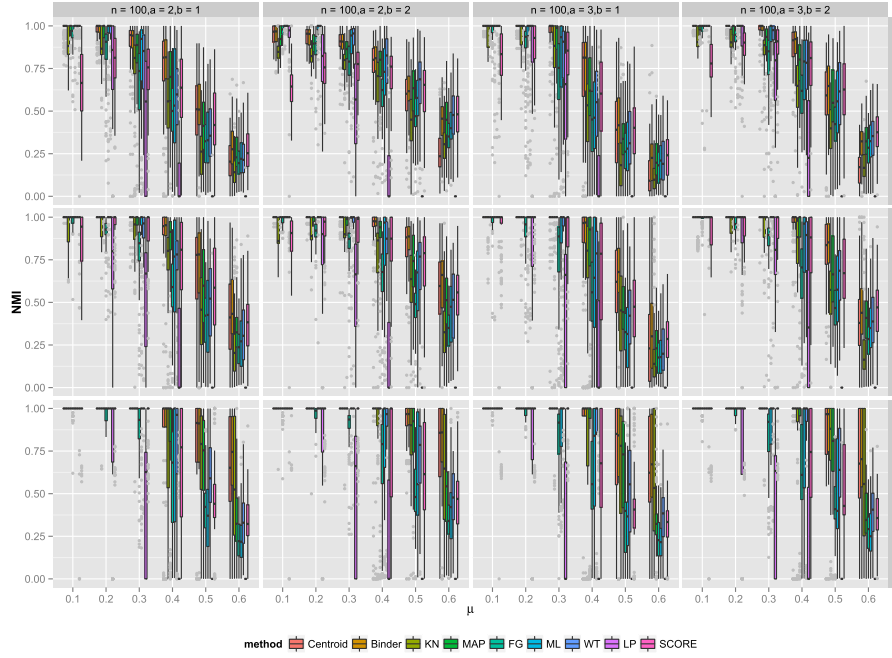 n = 100,a = 2,b = 1
n = 100,a = 2,b = 2
n = 100,a = 3,b = 1
n = 100,a = 3,b = 2
1.00
0.75
0.50
0.25
0.00
1.00
0.75
0.50
0.25
0.00
1.00
0.75
0.50
0.25
0.00
NMI
0.1 0.2 0.3 0.4 0.5 0.6
0.1 0.2 0.3 0.4 0.5 0.6
0.1 0.2 0.3 0.4 0.5 0.6
0.1 0.2 0.3 0.4 0.5 0.6
μ
method Centroid Binder KN MAP FG ML WT LP SCORE